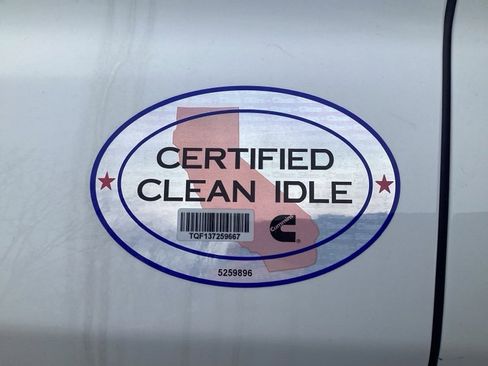 CERTIFIED
CLEAN IDLE
TQF137259667
Cummins
5259896